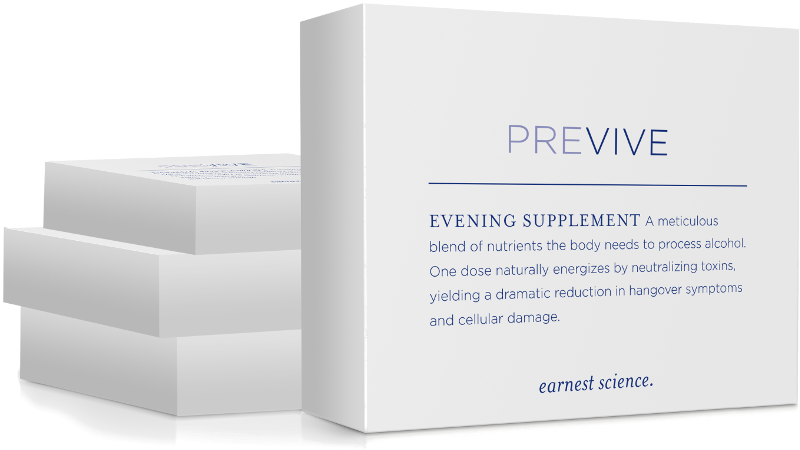 PREVIVE
EVENING SUPPLEMENT A meticulous
blend of nutrients the body needs to process alcohol.
One dose naturally energizes by neutralizing toxins,
yielding a dramatic reduction in hangover symptoms
and cellular damage.
earnest science.